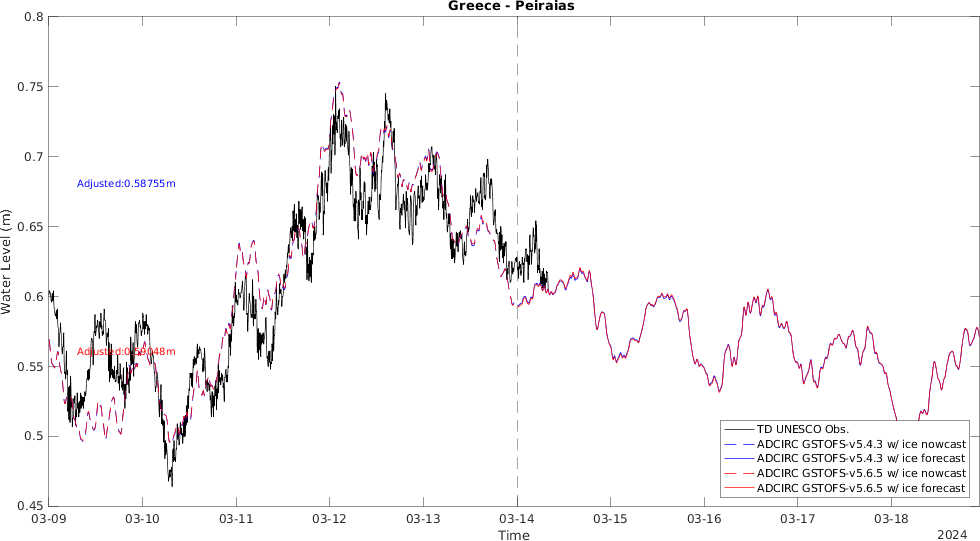 Greece - Peiraias
0.8
0.75
0.7
0.65
0.6
0.55
0.5
0.45
Water Level (m)
Adjusted:0.58755m
Adjusted:0.59048m
TD UNESCO Obs.
ADCIRC GSTOFS-v5.4.3 w/ ice nowcast
ADCIRC GSTOFS-v5.4.3 w/ ice forecast
ADCIRC GSTOFS-v5.6.5 w/ ice nowcast
ADCIRC GSTOFS-v5.6.5 w/ ice forecast
03-09 03-10 03-11 03-12 03-13 03-14 03-15 03-16 03-17 03-18
Time
2024